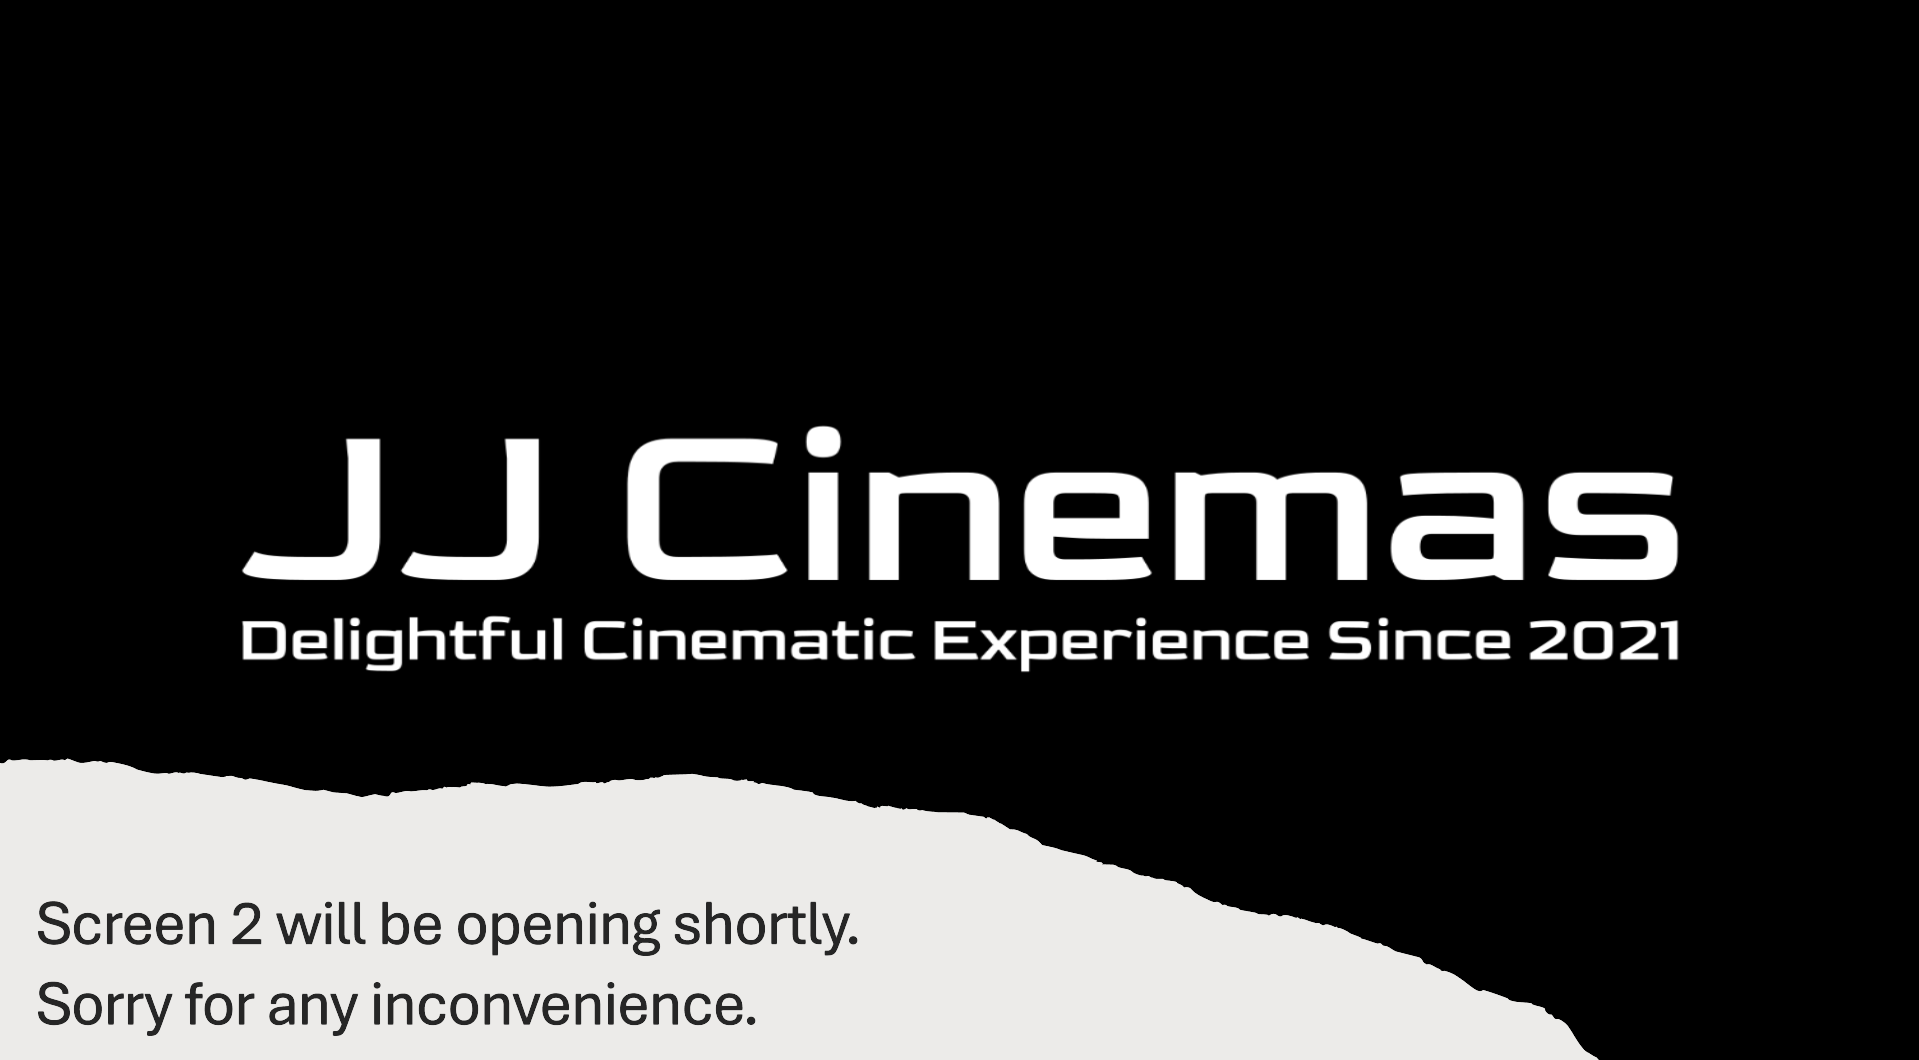 JJ Cinemas
Delightful Cinematic Experience Since 2021
Screen 2 will be opening shortly.
Sorry for any inconvenience.